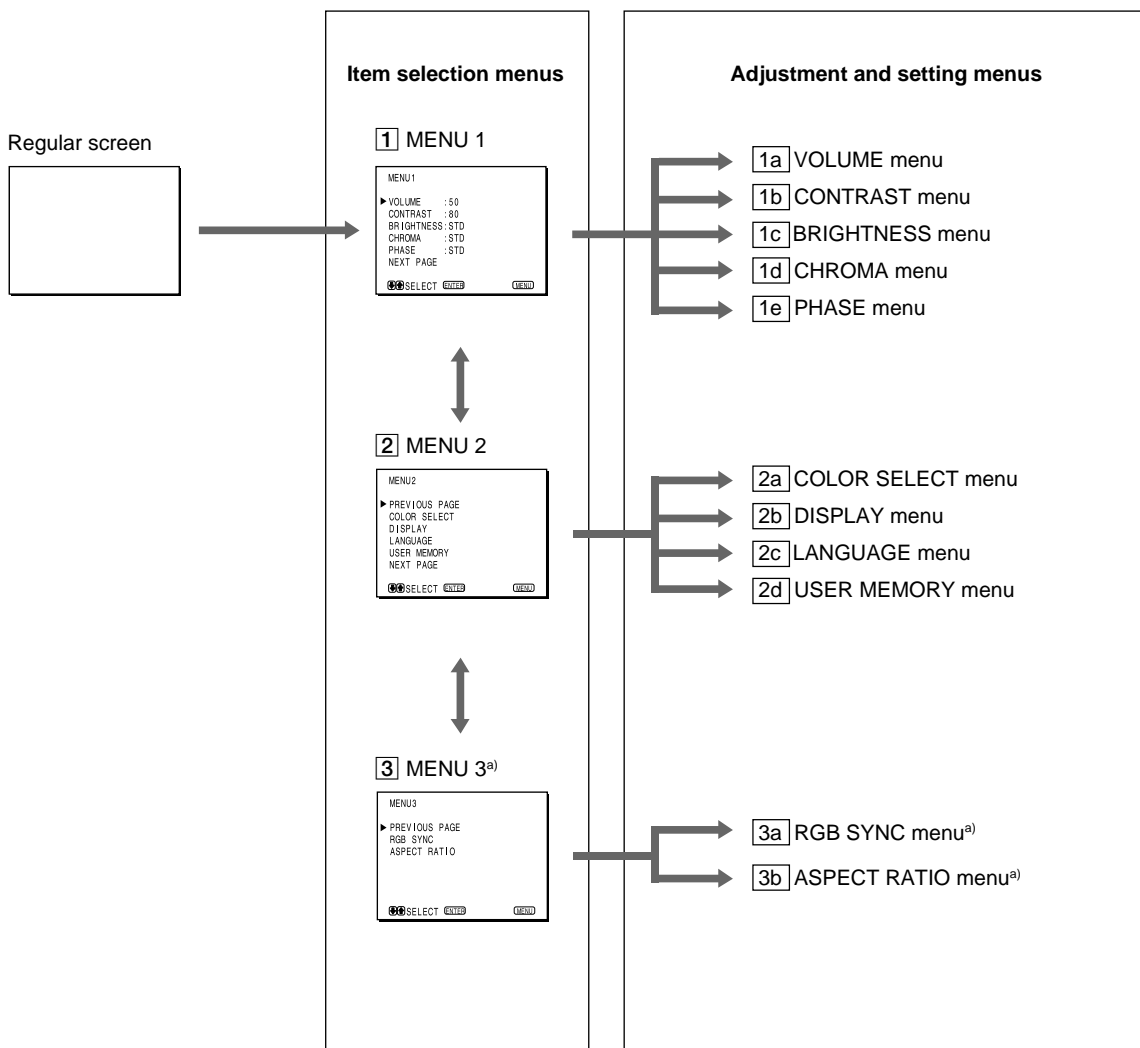 Item selection menus
Adjustment and setting menus
Regular screen
1 MENU 1
MENU1
▶VOLUME :50
CONTRAST :80
BRIGHTNESS:STD
CHROMA :STD
PHASE :STD
NEXT PAGE
SELECT ENTER MENU
1a VOLUME menu
1b CONTRAST menu
1c BRIGHTNESS menu
1d CHROMA menu
1e PHASE menu
2 MENU 2
MENU2
▶PREVIOUS PAGE
COLOR SELECT
DISPLAY
LANGUAGE
USER MEMORY
NEXT PAGE
SELECT ENTER MENU
2a COLOR SELECT menu
2b DISPLAY menu
2c LANGUAGE menu
2d USER MEMORY menu
3 MENU 3a)
MENU3
▶PREVIOUS PAGE
RGB SYNC
ASPECT RATIO
SELECT ENTER MENU
3a RGB SYNC menua)
3b ASPECT RATIO menua)